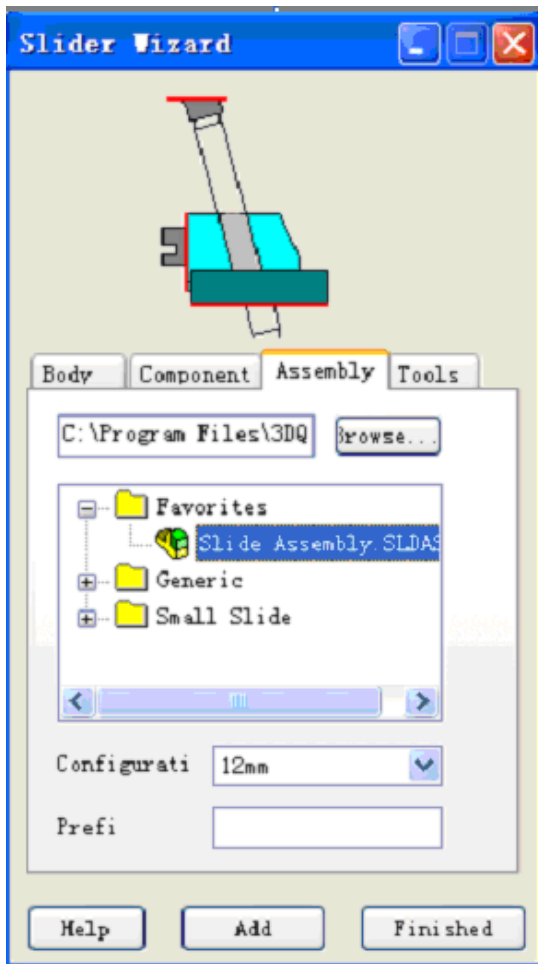 Slider Wizard
Body Component Assembly Tools
C:\Program Files\3DQ Browse...
Favorites
Slide Assembly.SLDAS
Generic
Small Slide
Configurati 12mm
Prefi
Help Add Finished